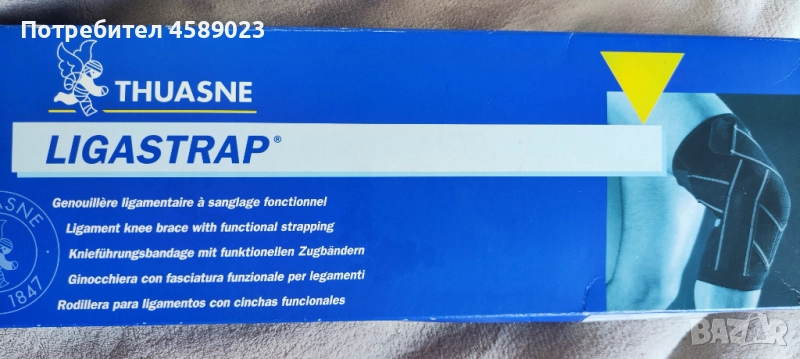 Потребител 4589023
THUASNE
LIGASTRAP®
Genouillère ligamentaire à sanglage fonctionnel
Ligament knee brace with functional strapping
Knieführungsbandage mit funktionellen Zugbändern
Ginocchiera con fasciatura funzionale per legamenti
Rodillera para ligamentos con cinchas funcionales
1847
BAZAR